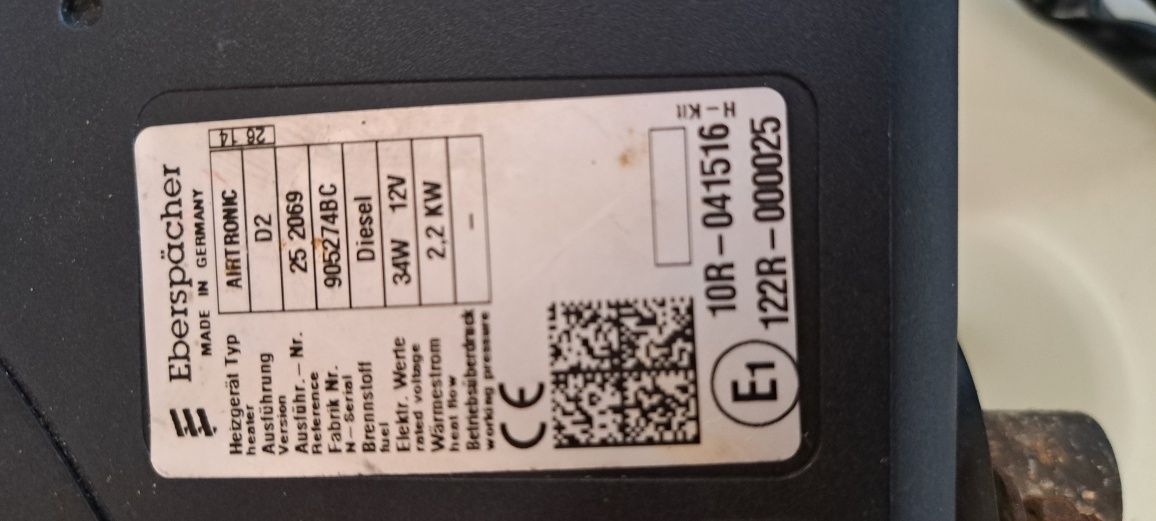 Eberspächer
MADE IN GERMANY
26 14
Heizgerät Typ AIRTRONIC
heater
Ausführung D2
version
Ausführ.-Nr. 25 2069
Reference
Fabrik Nr. 905274BC
N-Serial
Brennstoff Diesel
fuel
Elektr. Werte 34W 12V
rated voltage
Wärmestrom 2,2 KW
heat flow
Betriebsüberdruck -
working pressure
CE
H-Kit
10R-041516
E1 122R-000025